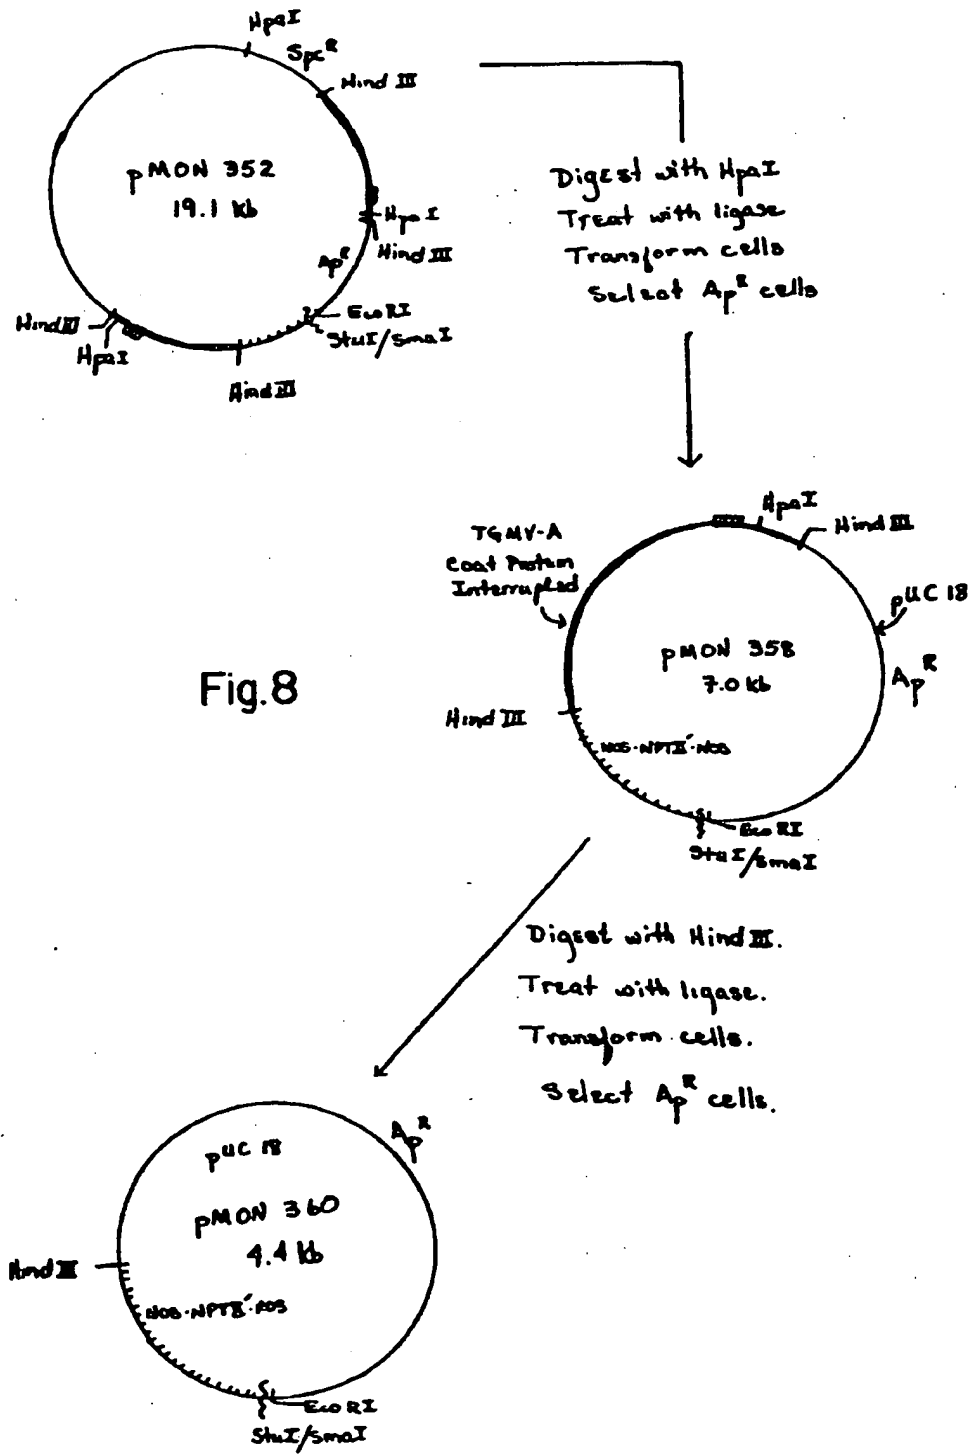 HpaI
SpcR
Hind III
pMON 352
19.1 kb
HpaI
Hind III
ApR
EcoRI
StuI/SmaI
Hind III
HpaI
Hind III
Digest with HpaI
Treat with ligase
Transform cells
Select ApR cells
HpaI
Hind III
TGMV-A
Coat Protein
Interrupted
pUC 18
pMON 358
7.0 kb
ApR
Hind III
NOS-NPTII'-NOS
EcoRI
StuI/SmaI
Fig.8
Digest with Hind III.
Treat with ligase.
Transform cells.
Select ApR cells.
ApR
pUC 18
pMON 360
4.4 kb
Hind III
NOS-NPTII'-NOS
EcoRI
StuI/SmaI